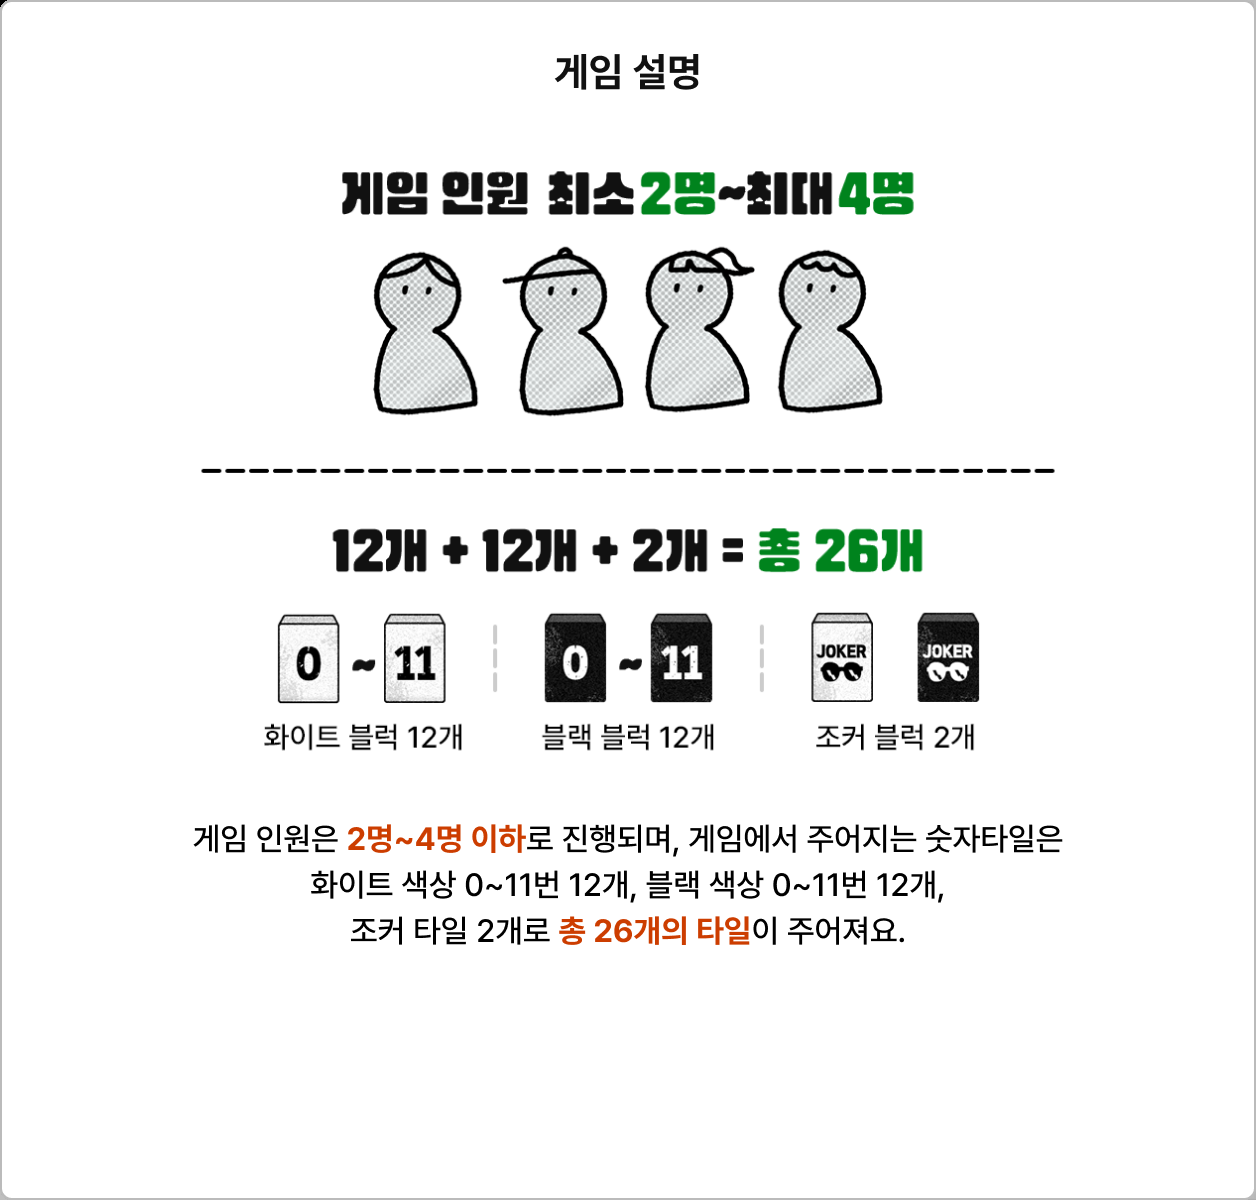 게임 설명
게임 인원 최소2명~최대4명
12개 + 12개 + 2개 = 총 26개
0 ~ 11
0 ~ 11
JOKER JOKER
화이트 블럭 12개
블랙 블럭 12개
조커 블럭 2개
게임 인원은 2명~4명 이하로 진행되며, 게임에서 주어지는 숫자타일은
화이트 색상 0~11번 12개, 블랙 색상 0~11번 12개,
조커 타일 2개로 총 26개의 타일이 주어져요.